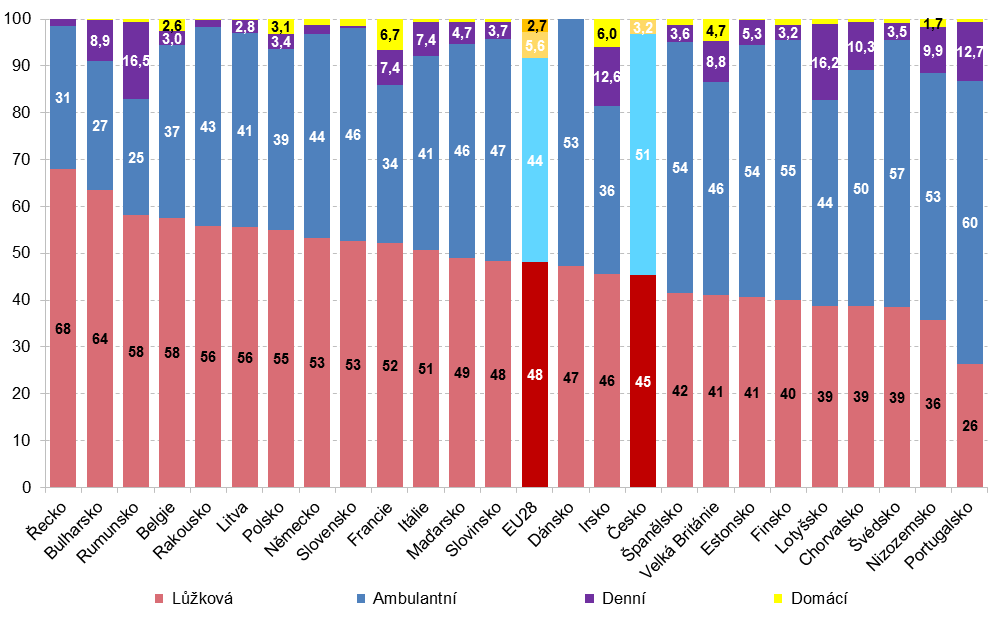 100
90
80
70
60
50
40
30
20
10
0
2,6 3,1 6,7 2,7 6,0 3,2 4,7 1,7
8,9 16,5 3,0 2,8 3,4 7,4 7,4 4,7 3,7 5,6 12,6 3,6 8,8 5,3 3,2 16,2 10,3 3,5 9,9 12,7
31 27 25 37 43 41 39 44 46 34 41 46 47 44 53 36 51 54 46 54 55 44 50 57 53 60
68 64 58 58 56 56 55 53 53 52 51 49 48 48 47 46 45 42 41 41 40 39 39 39 36 26
Řecko
Bulharsko
Rumunsko
Belgie
Rakousko
Litva
Polsko
Německo
Slovensko
Francie
Itálie
Maďarsko
Slovinsko
EU28
Dánsko
Irsko
Česko
Španělsko
Velká Británie
Estonsko
Finsko
Lotyšsko
Chorvatsko
Švédsko
Nizozemsko
Portugalsko
Lůžková Ambulantní Denní Domácí